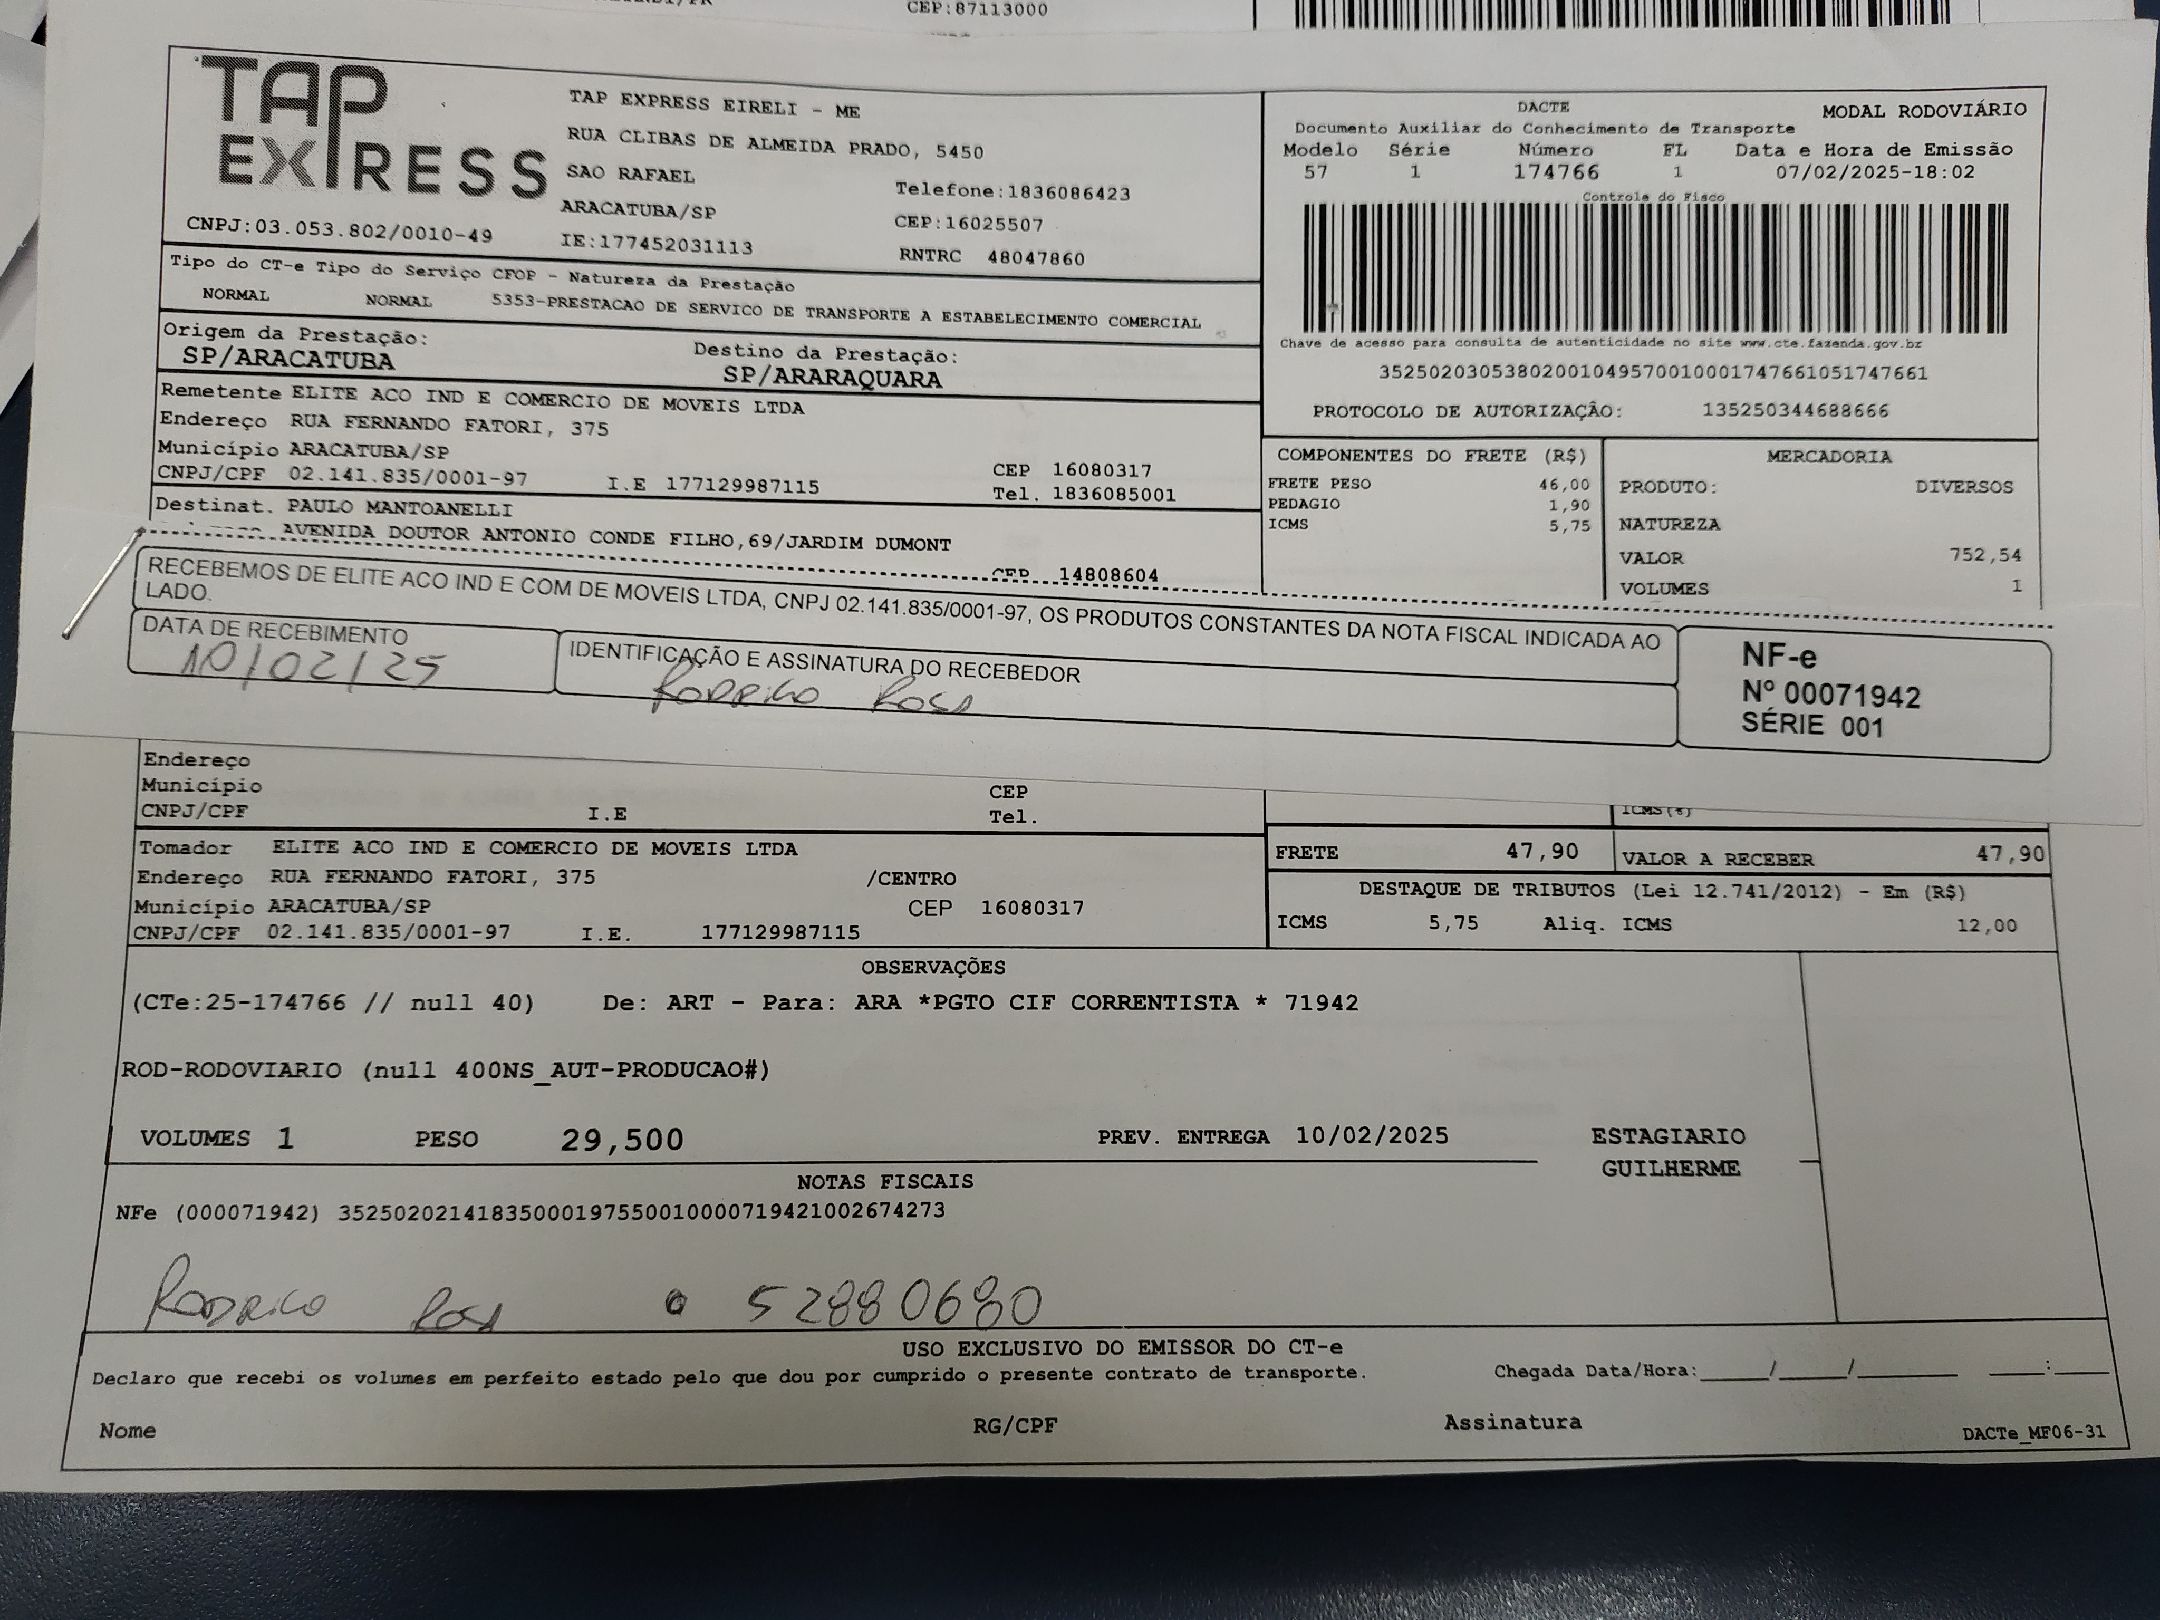 CEP:87113000
TAP
EXPRESS
CNPJ:03.053.802/0010-49
TAP EXPRESS EIRELI - ME
RUA CLIBAS DE ALMEIDA PRADO, 5450
SAO RAFAEL
Telefone:1836086423
ARACATUBA/SP
CEP:16025507
IE:177452031113
RNTRC 48047860
DACTE
MODAL RODOVIÁRIO
Documento Auxiliar do Conhecimento de Transporte
Modelo Série Número FL Data e Hora de Emissão
57 1 174766 1 07/02/2025-18:02
Controle do Fisco
Chave de acesso para consulta de autenticidade no site www.cte.fazenda.gov.br
35250203053802001049570010001747661051747661
PROTOCOLO DE AUTORIZAÇÃO: 135250344688666
Tipo do CT-e Tipo do Serviço CFOP - Natureza da Prestação
NORMAL NORMAL 5353-PRESTACAO DE SERVICO DE TRANSPORTE A ESTABELECIMENTO COMERCIAL
Origem da Prestação: Destino da Prestação:
SP/ARACATUBA SP/ARARAQUARA
Remetente ELITE ACO IND E COMERCIO DE MOVEIS LTDA
Endereço RUA FERNANDO FATORI, 375
Município ARACATUBA/SP CEP 16080317
CNPJ/CPF 02.141.835/0001-97 I.E 177129987115 Tel. 1836085001
Destinat. PAULO MANTOANELLI
AVENIDA DOUTOR ANTONIO CONDE FILHO,69/JARDIM DUMONT
CEP 14808604
COMPONENTES DO FRETE (R$)
FRETE PESO 46,00
PEDAGIO 1,90
ICMS 5,75
MERCADORIA
PRODUTO: DIVERSOS
NATUREZA
VALOR 752,54
VOLUMES 1
RECEBEMOS DE ELITE ACO IND E COM DE MOVEIS LTDA, CNPJ 02.141.835/0001-97, OS PRODUTOS CONSTANTES DA NOTA FISCAL INDICADA AO
LADO.
DATA DE RECEBIMENTO
10/02/25
IDENTIFICAÇÃO E ASSINATURA DO RECEBEDOR
RODRIGO ROSA
NF-e
Nº 00071942
SÉRIE 001
Endereço
Município CEP
CNPJ/CPF I.E Tel.
ICMS(%)
Tomador ELITE ACO IND E COMERCIO DE MOVEIS LTDA
Endereço RUA FERNANDO FATORI, 375 /CENTRO
Município ARACATUBA/SP CEP 16080317
CNPJ/CPF 02.141.835/0001-97 I.E. 177129987115
FRETE 47,90 VALOR A RECEBER 47,90
DESTAQUE DE TRIBUTOS (Lei 12.741/2012) - Em (R$)
ICMS 5,75 Aliq. ICMS 12,00
OBSERVAÇÕES
(CTe:25-174766 // null 40) De: ART - Para: ARA *PGTO CIF CORRENTISTA * 71942
ROD-RODOVIARIO (null 400NS_AUT-PRODUCAO#)
VOLUMES 1 PESO 29,500 PREV. ENTREGA 10/02/2025 ESTAGIARIO
GUILHERME
NOTAS FISCAIS
NFe (000071942) 35250202141835000197550010000719421002674273
RODRIGO ROSA 52880680
USO EXCLUSIVO DO EMISSOR DO CT-e
Declaro que recebi os volumes em perfeito estado pelo que dou por cumprido o presente contrato de transporte. Chegada Data/Hora:____/____/______ ____:____
Nome RG/CPF Assinatura
DACTe_MF06-31